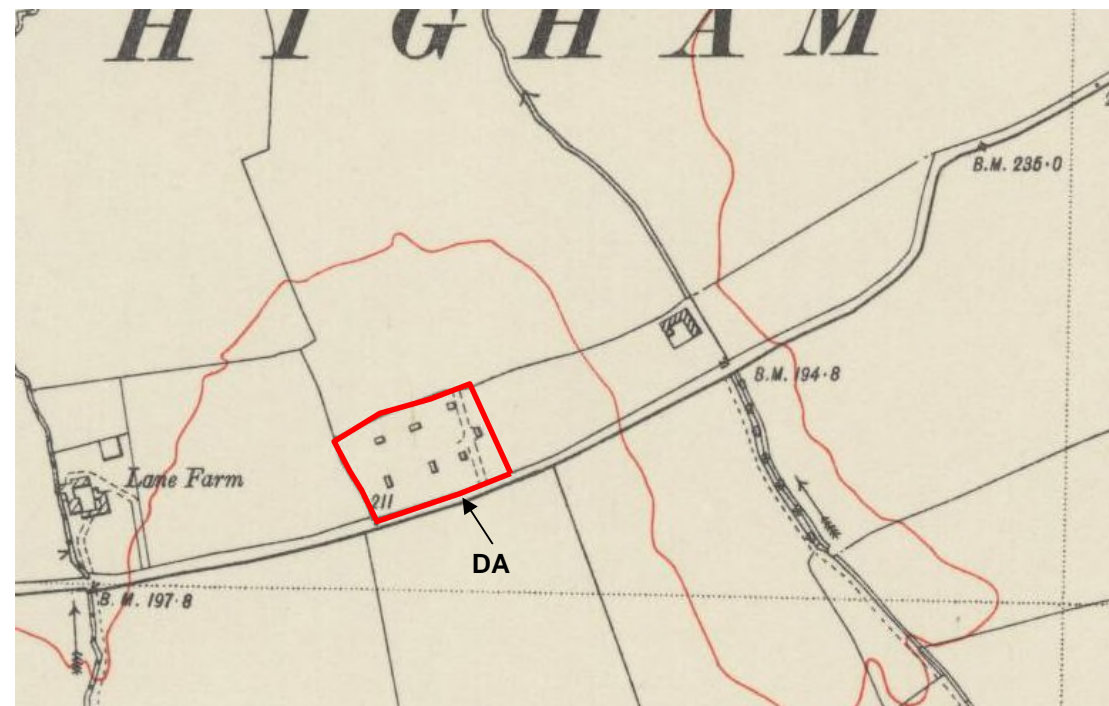 HIGHAM
B.M. 235·0
B.M. 194·8
Lane Farm
211
DA
B.M. 197·8